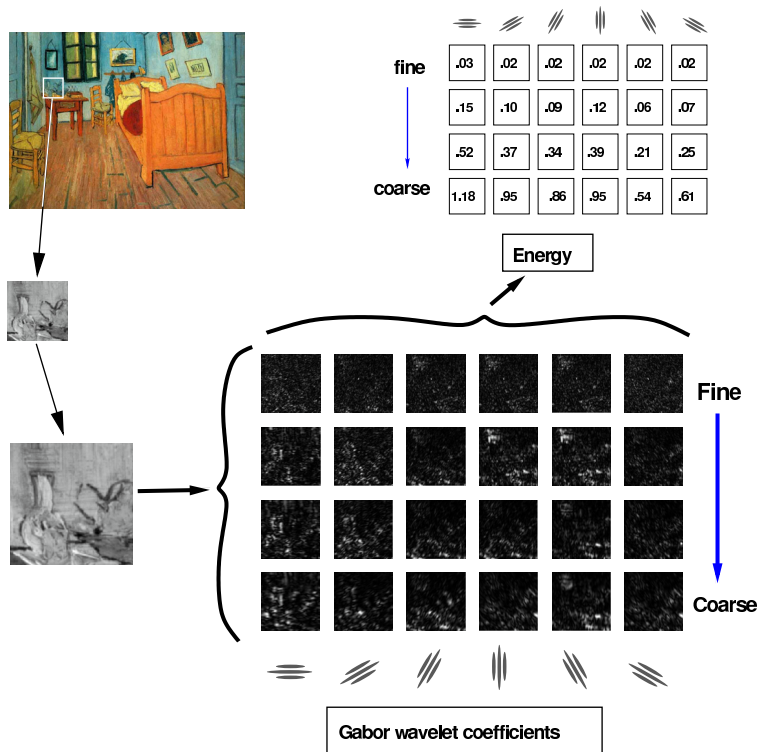 fine
.03 .02 .02 .02 .02 .02
.15 .10 .09 .12 .06 .07
.52 .37 .34 .39 .21 .25
coarse
1.18 .95 .86 .95 .54 .61
Energy
Fine
Coarse
Gabor wavelet coefficients